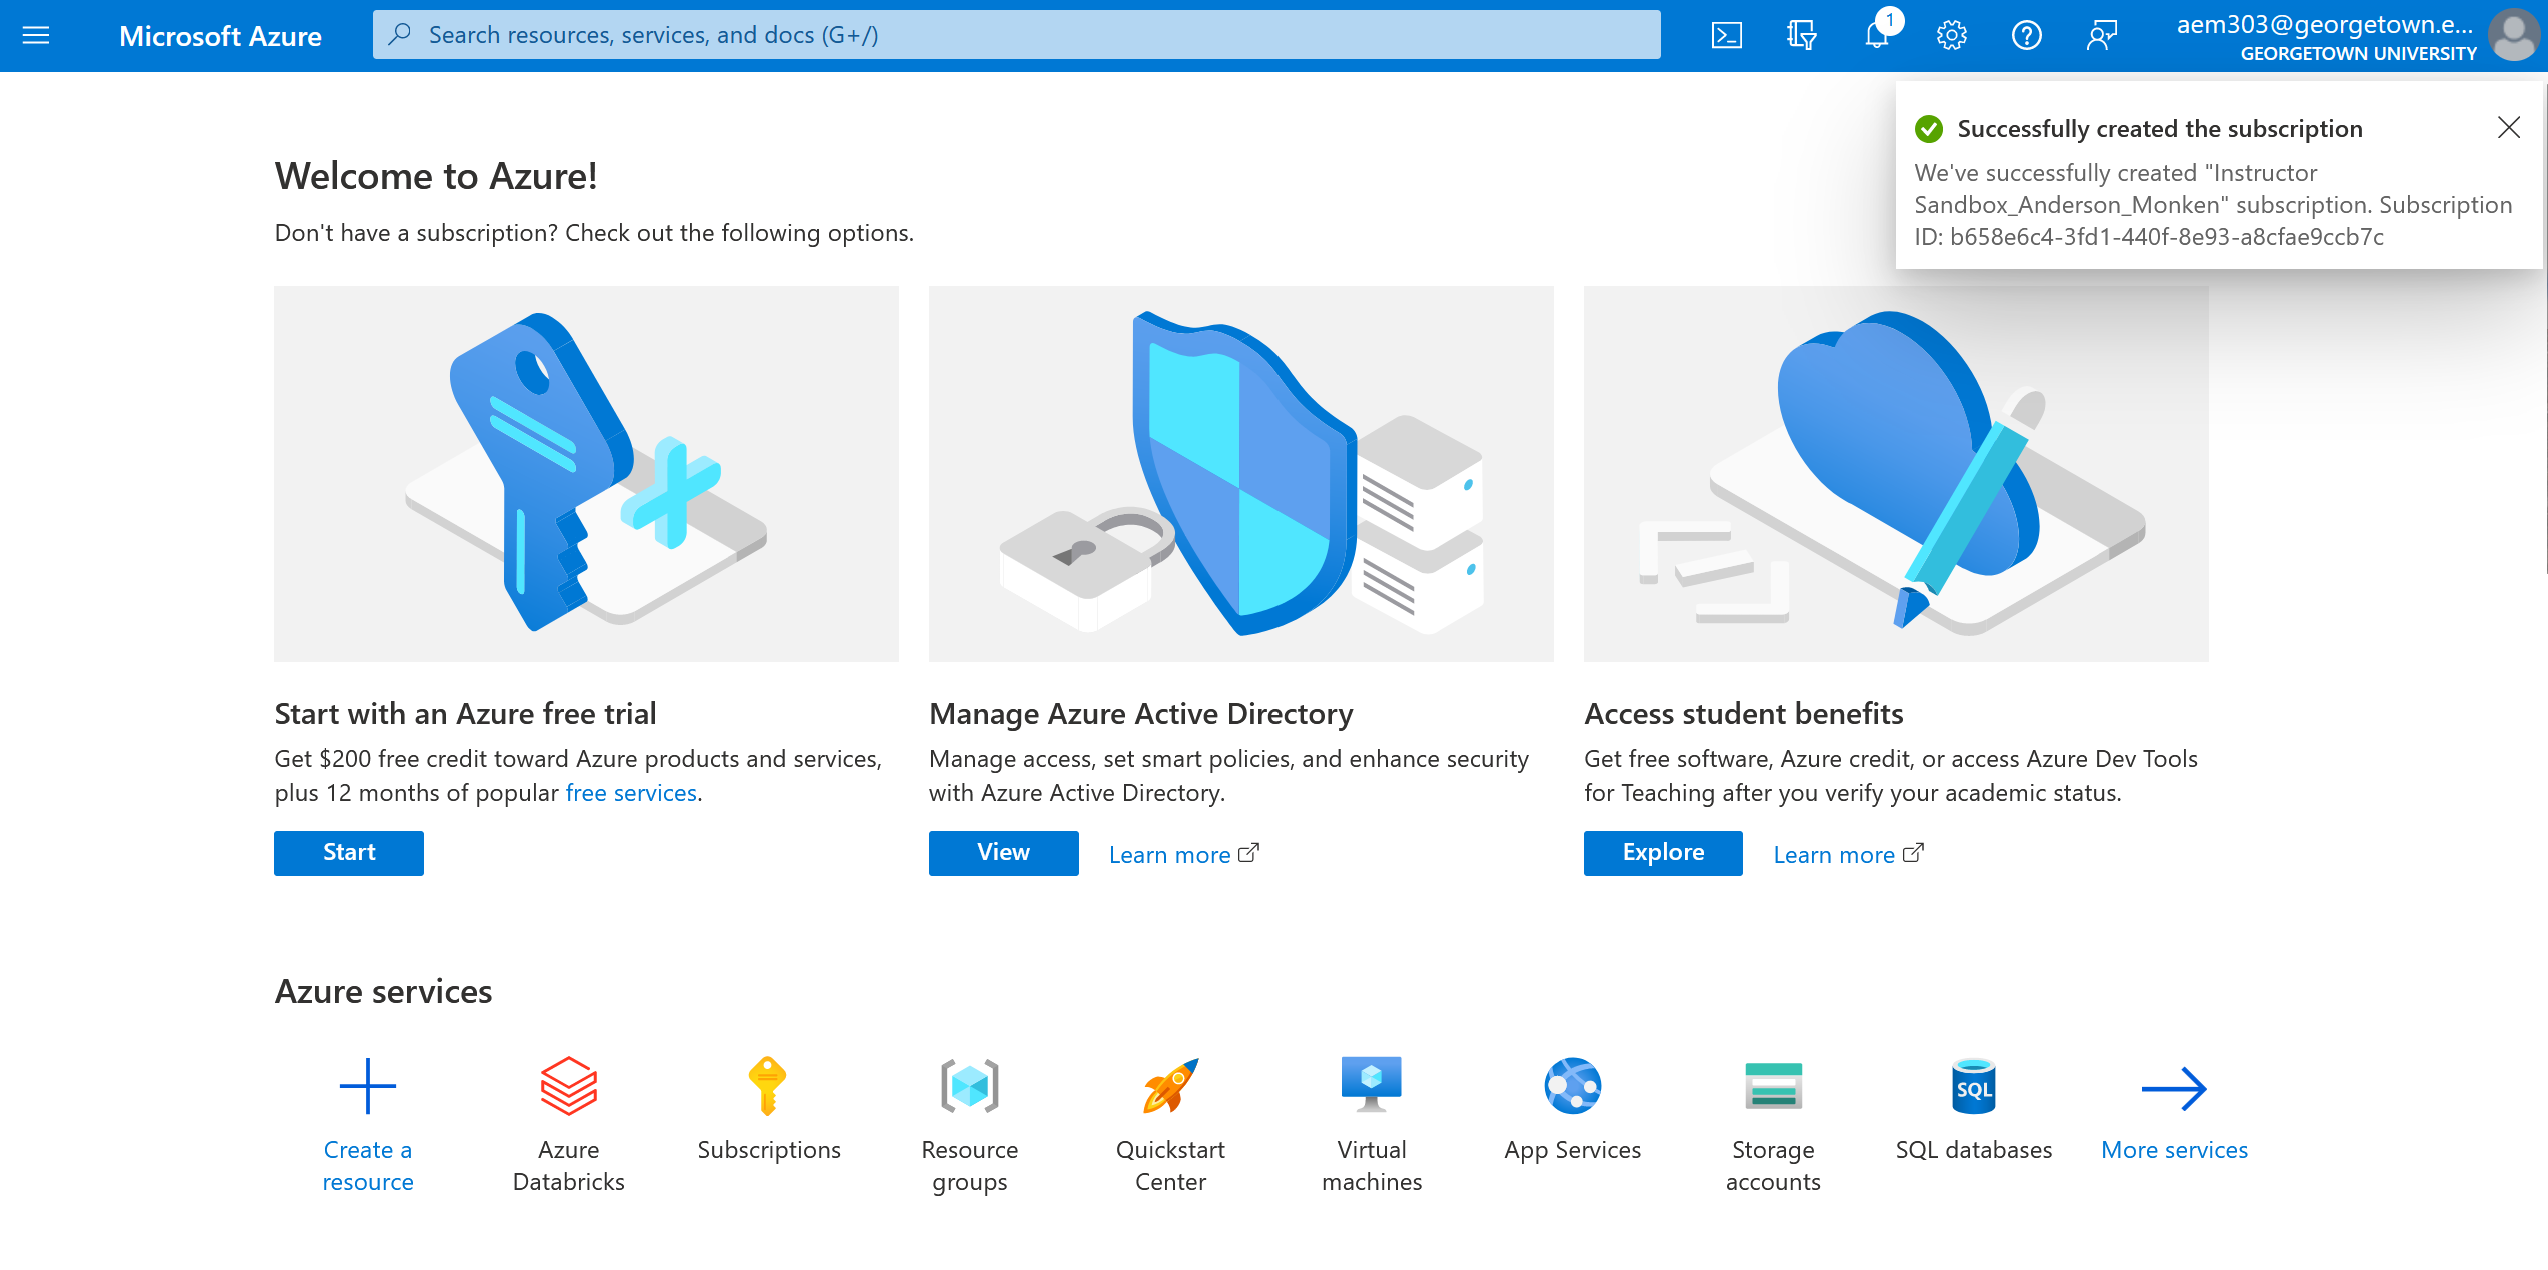 Microsoft Azure
Search resources, services, and docs (G+/)
1
aem303@georgetown.e...
GEORGETOWN UNIVERSITY
Successfully created the subscription
We've successfully created "Instructor
Sandbox_Anderson_Monken" subscription. Subscription
ID: b658e6c4-3fd1-440f-8e93-a8cfae9ccb7c
Welcome to Azure!
Don't have a subscription? Check out the following options.
Start with an Azure free trial
Get $200 free credit toward Azure products and services,
plus 12 months of popular free services.
Start
Manage Azure Active Directory
Manage access, set smart policies, and enhance security
with Azure Active Directory.
View
Learn more
Access student benefits
Get free software, Azure credit, or access Azure Dev Tools
for Teaching after you verify your academic status.
Explore
Learn more
Azure services
SQL
Create a
resource
Azure
Databricks
Subscriptions
Resource
groups
Quickstart
Center
Virtual
machines
App Services
Storage
accounts
SQL databases
More services